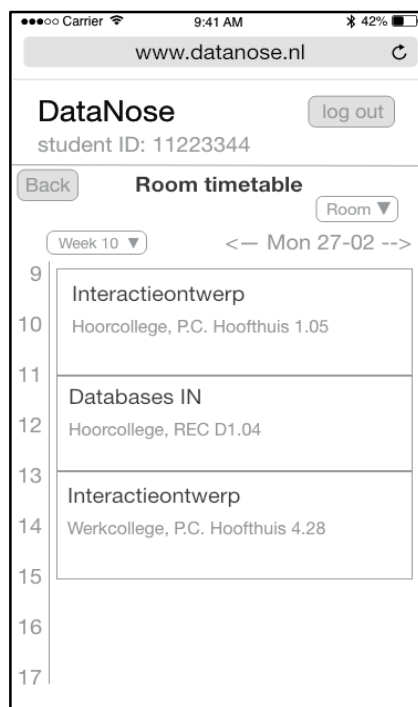 Carrier 9:41 AM 42%
www.datanose.nl
DataNose log out
student ID: 11223344
Back Room timetable
Room ▼
Week 10 ▼ <— Mon 27-02 -->
9
Interactieontwerp
10 Hoorcollege, P.C. Hoofthuis 1.05
11
Databases IN
12 Hoorcollege, REC D1.04
13
Interactieontwerp
14 Werkcollege, P.C. Hoofthuis 4.28
15
16
17